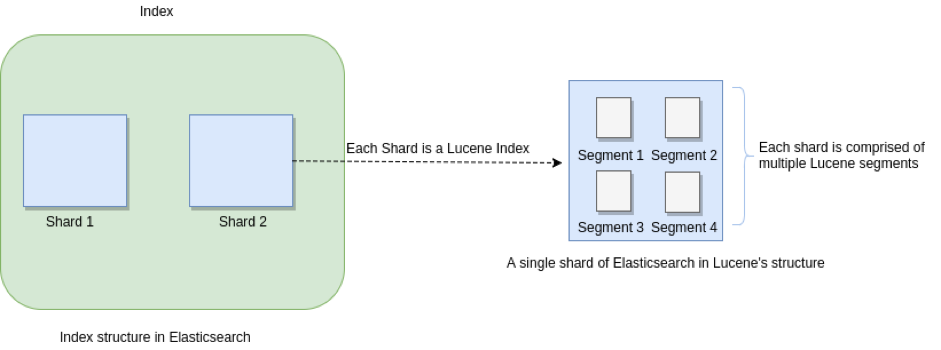 Index
Each Shard is a Lucene Index
Shard 1
Shard 2
Index structure in Elasticsearch
Segment 1
Segment 2
Segment 3
Segment 4
Each shard is comprised of
multiple Lucene segments
A single shard of Elasticsearch in Lucene's structure